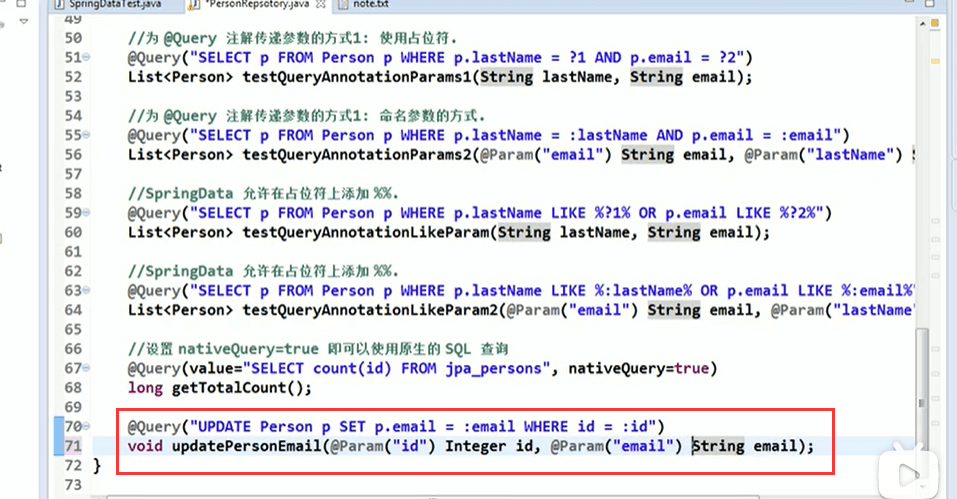 SpringDataTest.java *PersonRepsotory.java note.txt
49
50 //为 @Query 注解传递参数的方式1: 使用占位符.
51 @Query("SELECT p FROM Person p WHERE p.lastName = ?1 AND p.email = ?2")
52 List<Person> testQueryAnnotationParams1(String lastName, String email);
53
54 //为 @Query 注解传递参数的方式1: 命名参数的方式.
55 @Query("SELECT p FROM Person p WHERE p.lastName = :lastName AND p.email = :email")
56 List<Person> testQueryAnnotationParams2(@Param("email") String email, @Param("lastName")
57
58 //SpringData 允许在占位符上添加 %%.
59 @Query("SELECT p FROM Person p WHERE p.lastName LIKE %?1% OR p.email LIKE %?2%")
60 List<Person> testQueryAnnotationLikeParam(String lastName, String email);
61
62 //SpringData 允许在占位符上添加 %%.
63 @Query("SELECT p FROM Person p WHERE p.lastName LIKE %:lastName% OR p.email LIKE %:email%"
64 List<Person> testQueryAnnotationLikeParam2(@Param("email") String email, @Param("lastName"
65
66 //设置 nativeQuery=true 即可以使用原生的 SQL 查询
67 @Query(value="SELECT count(id) FROM jpa_persons", nativeQuery=true)
68 long getTotalCount();
69
70 @Query("UPDATE Person p SET p.email = :email WHERE id = :id")
71 void updatePersonEmail(@Param("id") Integer id, @Param("email") String email);
72 }
73